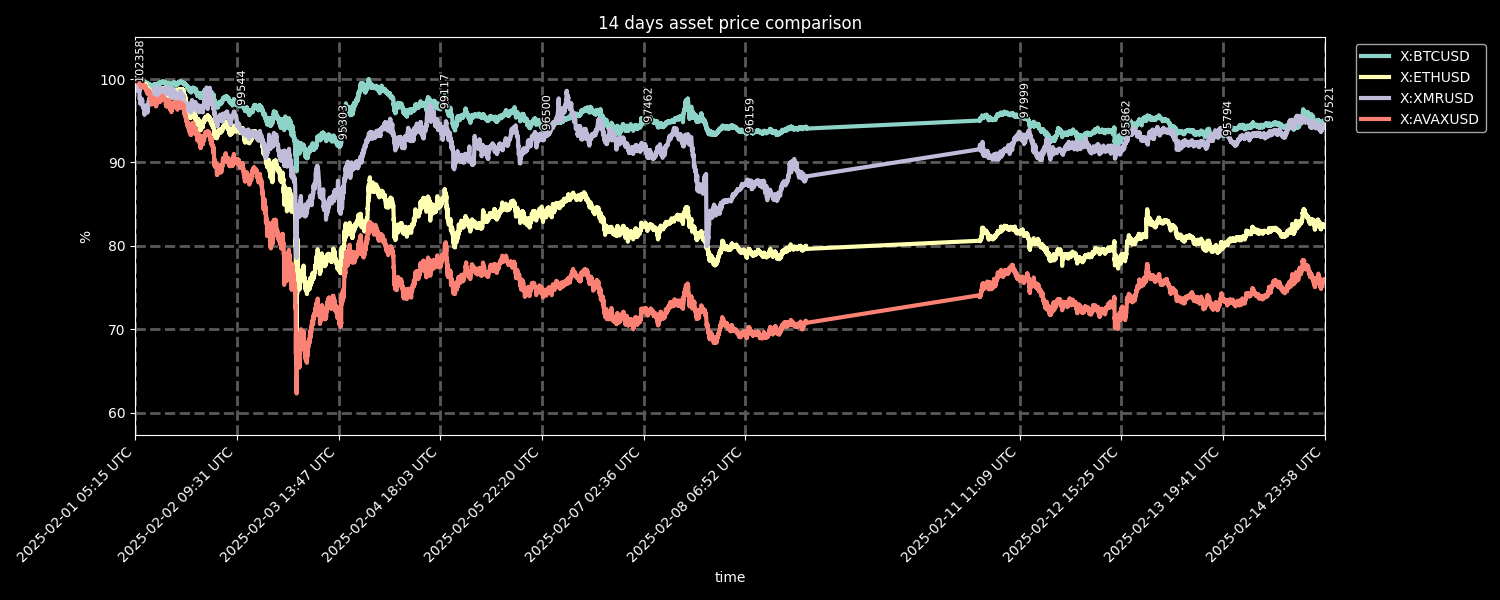 14 days asset price comparison
X:BTCUSD
X:ETHUSD
X:XMRUSD
X:AVAXUSD
102358
99544
95303
99117
96500
97462
96159
97999
95862
95794
97521
100
90
80
70
60
%
2025-02-01 05:15 UTC
2025-02-02 09:31 UTC
2025-02-03 13:47 UTC
2025-02-04 18:03 UTC
2025-02-05 22:20 UTC
2025-02-07 02:36 UTC
2025-02-08 06:52 UTC
2025-02-11 11:09 UTC
2025-02-12 15:25 UTC
2025-02-13 19:41 UTC
2025-02-14 23:58 UTC
time